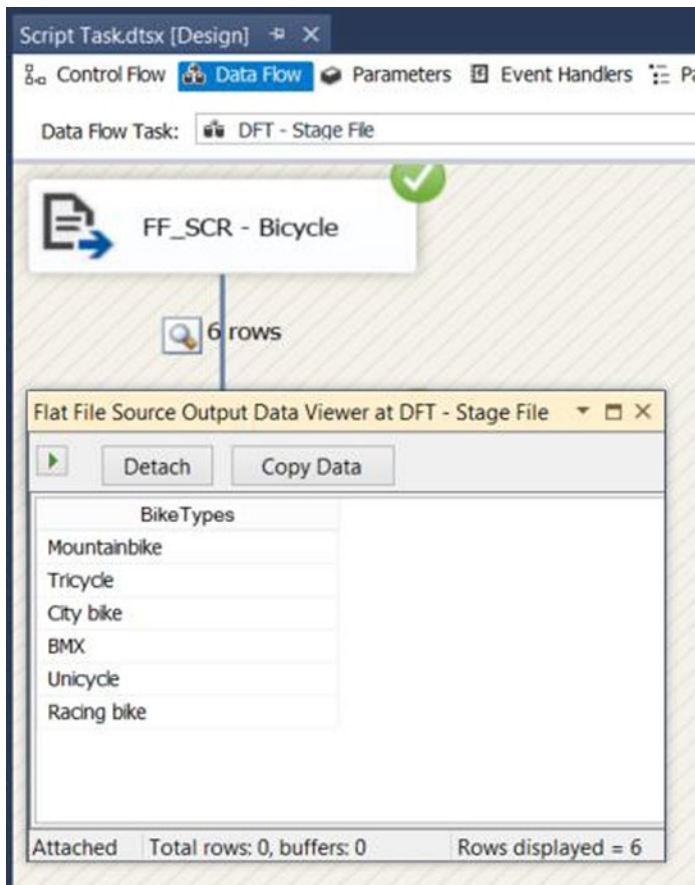 Script Task.dtsx [Design]
Control Flow Data Flow Parameters Event Handlers
Data Flow Task: DFT - Stage File
FF_SCR - Bicycle
6 rows
Flat File Source Output Data Viewer at DFT - Stage File
Detach Copy Data
BikeTypes
Mountainbike
Tricycle
City bike
BMX
Unicycle
Racing bike
Attached Total rows: 0, buffers: 0 Rows displayed = 6